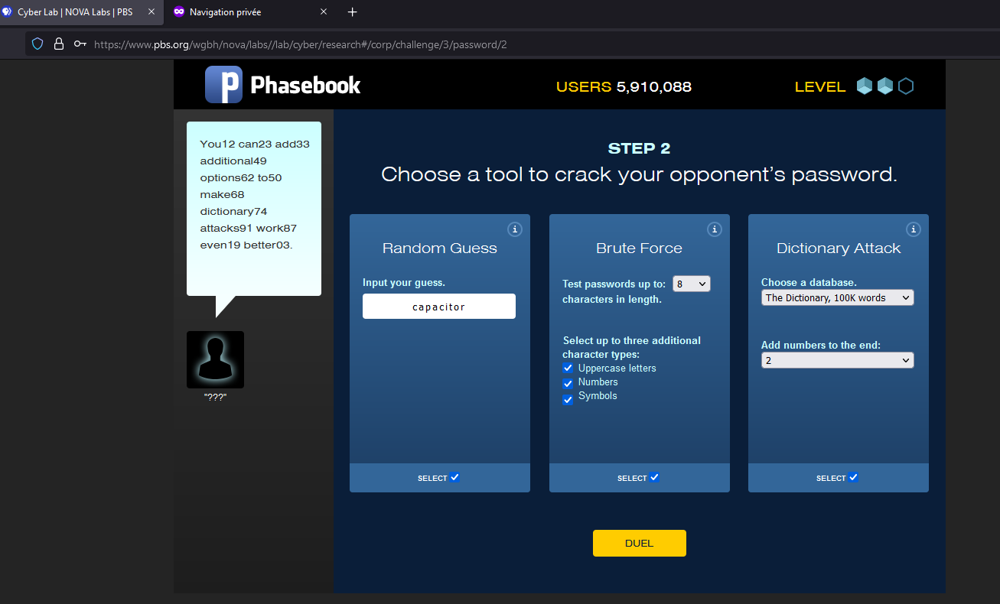 Cyber Lab | NOVA Labs | PBS
Navigation privée
https://www.pbs.org/wgbh/nova/labs//lab/cyber/research#/corp/challenge/3/password/2
p Phasebook
USERS 5,910,088
LEVEL
You12 can23 add33
additional49
options62 to50
make68
dictionary74
attacks91 work87
even19 better03.
"???"
STEP 2
Choose a tool to crack your opponent's password.
i
Random Guess
Input your guess.
capacitor
SELECT
i
Brute Force
Test passwords up to: 8
characters in length.
Select up to three additional
character types:
Uppercase letters
Numbers
Symbols
SELECT
i
Dictionary Attack
Choose a database.
The Dictionary, 100K words
Add numbers to the end:
2
SELECT
DUEL